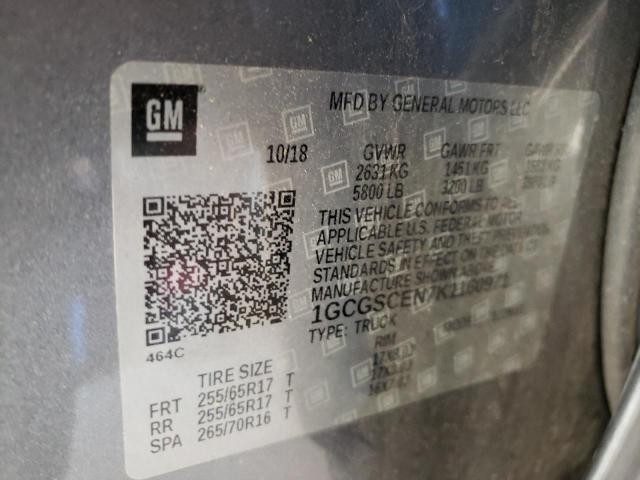 GM
MFD BY GENERAL MOTORS LLC
10/18 GVWR GAWR FRT GAWR
2631 KG 1451 KG
5800 LB 3200 LB
THIS VEHICLE CONFORMS TO ALL
APPLICABLE U.S. FEDERAL MOTOR
VEHICLE SAFETY AND THEFT PREVENTION
STANDARDS IN EFFECT ON THE DATE OF
MANUFACTURE SHOWN ABOVE.
TYPE: TRUCK
464C
TIRE SIZE RIM
FRT 255/65R17 T
RR 255/65R17 T
SPA 265/70R16 T